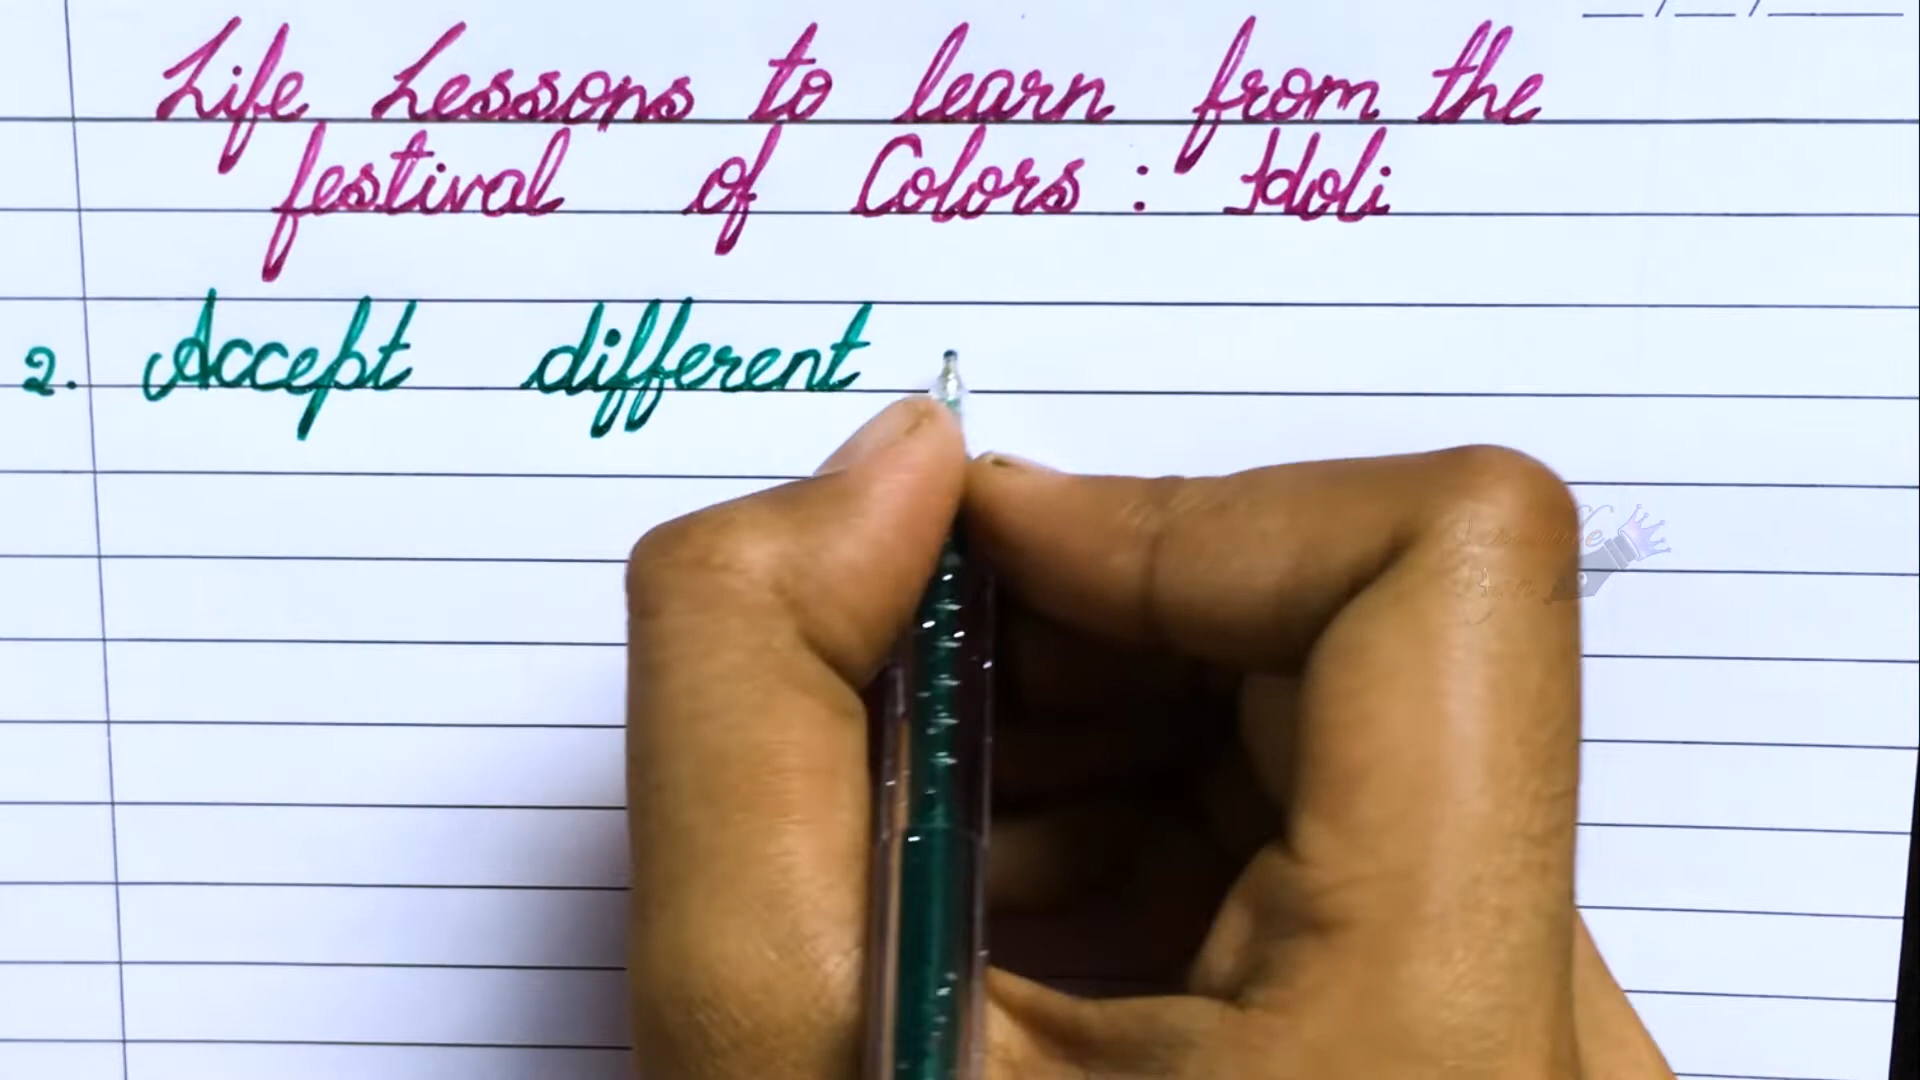 Life Lessons to learn from the
festival of Colors : Holi
2. Accept different